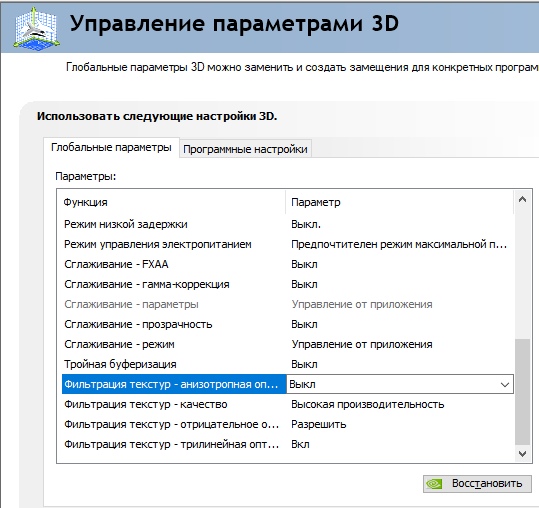 Управление параметрами 3D
Глобальные параметры 3D можно заменить и создать замещения для конкретных програм
Использовать следующие настройки 3D.
Глобальные параметры Программные настройки
Параметры:
Функция Параметр
Режим низкой задержки Выкл.
Режим управления электропитанием Предпочтителен режим максимальной п...
Сглаживание - FXAA Выкл
Сглаживание - гамма-коррекция Выкл
Сглаживание - параметры Управление от приложения
Сглаживание - прозрачность Выкл
Сглаживание - режим Управление от приложения
Тройная буферизация Выкл
Фильтрация текстур - анизотропная оп... Выкл
Фильтрация текстур - качество Высокая производительность
Фильтрация текстур - отрицательное о... Разрешить
Фильтрация текстур - трилинейная опт... Вкл
Восстановить